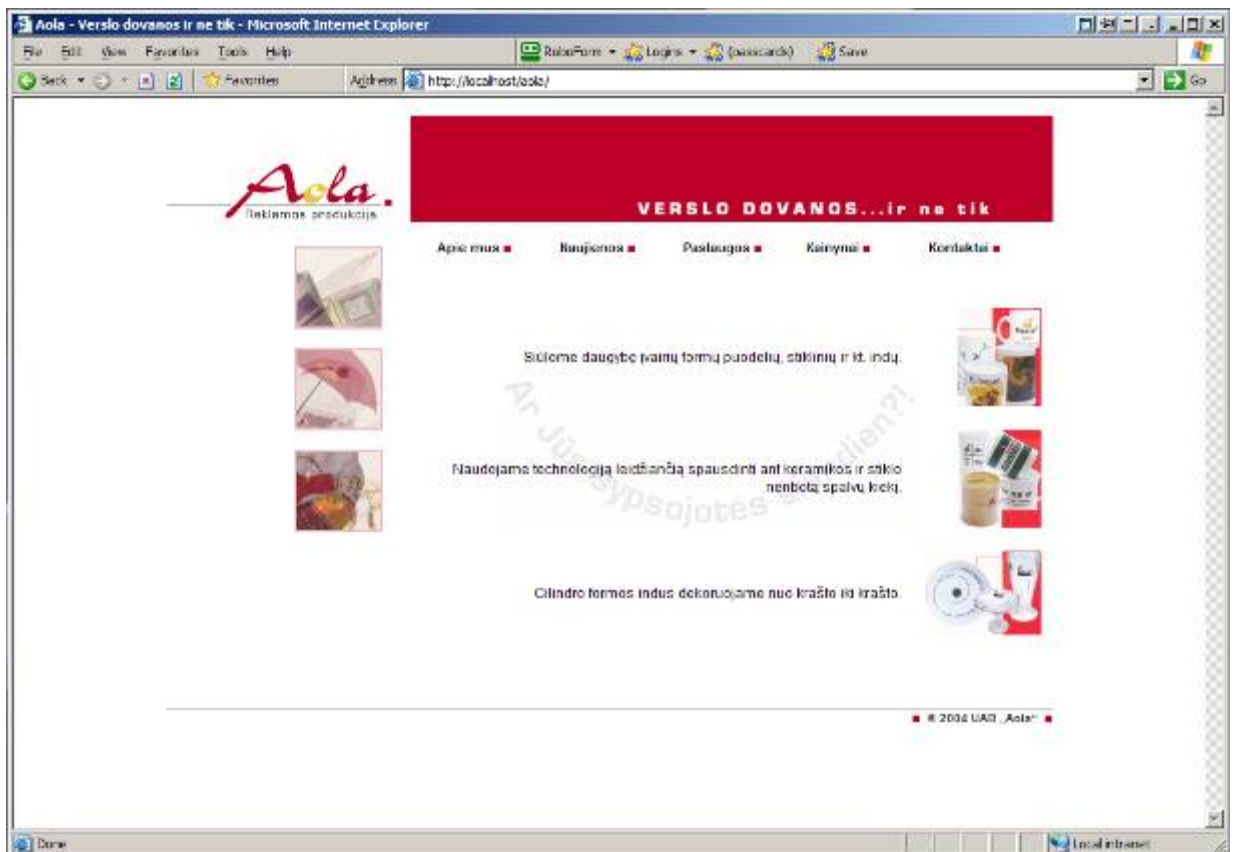 Aola - Verslo dovanos ir ne tik - Microsoft Internet Explorer
File Edit View Favorites Tools Help
RoboForm Logins (passcards) Save
Back Favorites Address http://localhost/aola/ Go
Aola.
Reklamos produkcija
VERSLO DOVANOS...ir ne tik
Apie mus Naujienos Paslaugos Kainynai Kontaktai
Siūlome daugybę įvairių formų puodelių, stiklinių ir kt. indų.
Ar Jūs šypsojotės šiandien?!
Naudojame technologiją leidžiančią spausdinti ant keramikos ir stiklo
neribotą spalvų kiekį.
Cilindro formos indus dekoruojame nuo krašto iki krašto.
© 2004 UAB „Aola“
Done Local intranet